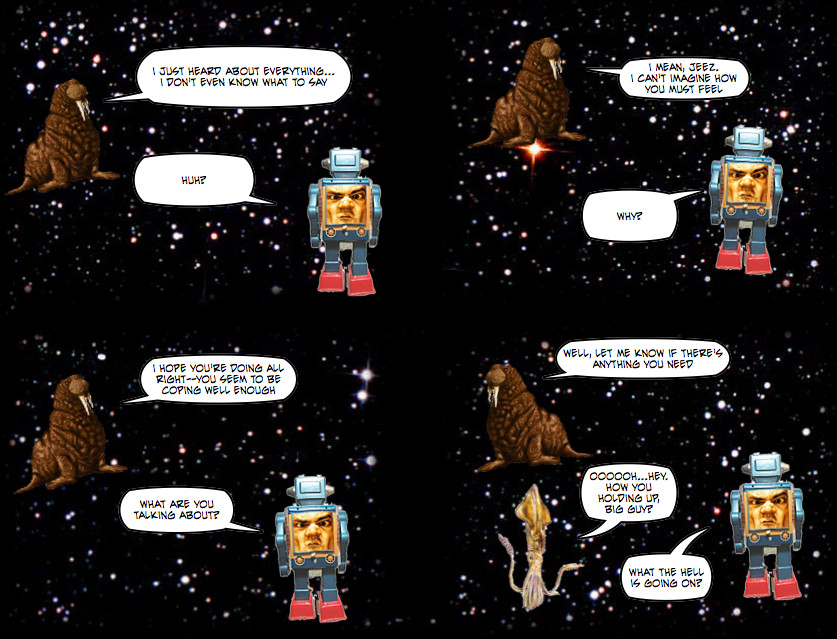 I JUST HEARD ABOUT EVERYTHING...
I DON'T EVEN KNOW WHAT TO SAY
HUH?
I MEAN, JEEZ.
I CAN'T IMAGINE HOW
YOU MUST FEEL
WHY?
I HOPE YOU'RE DOING ALL
RIGHT--YOU SEEM TO BE
COPING WELL ENOUGH
WHAT ARE YOU
TALKING ABOUT?
WELL, LET ME KNOW IF THERE'S
ANYTHING YOU NEED
OOOOOH...HEY.
HOW YOU
HOLDING UP,
BIG GUY?
WHAT THE HELL
IS GOING ON?